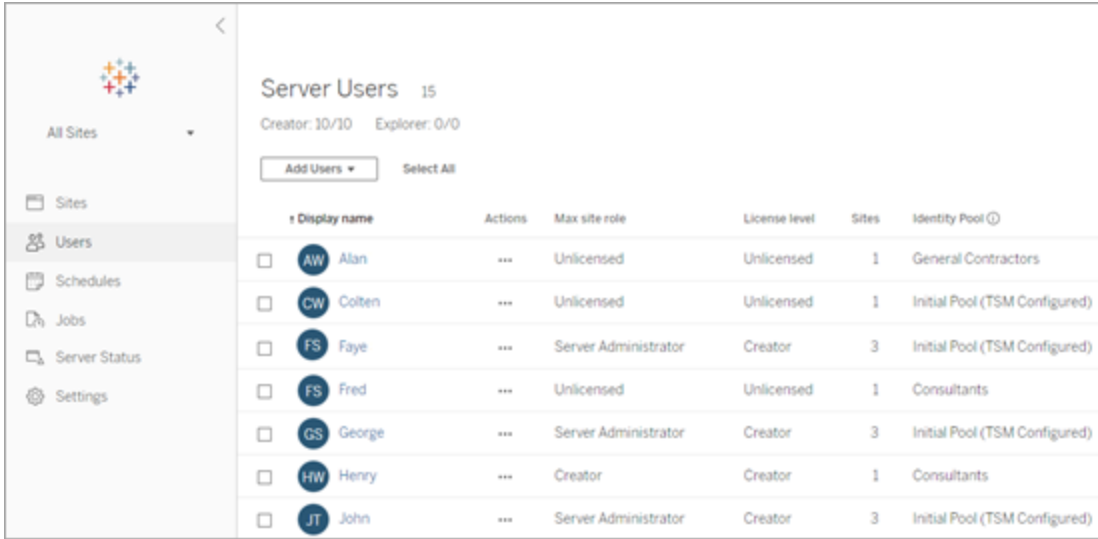 All Sites
Sites
Users
Schedules
Jobs
Server Status
Settings
Server Users 15
Creator: 10/10 Explorer: 0/0
Add Users Select All
↑ Display name Actions Max site role License level Sites Identity Pool
AW Alan ... Unlicensed Unlicensed 1 General Contractors
CW Colten ... Unlicensed Unlicensed 1 Initial Pool (TSM Configured)
FS Faye ... Server Administrator Creator 3 Initial Pool (TSM Configured)
FS Fred ... Unlicensed Unlicensed 1 Consultants
GS George ... Server Administrator Creator 3 Initial Pool (TSM Configured)
HW Henry ... Creator Creator 1 Consultants
JT John ... Server Administrator Creator 3 Initial Pool (TSM Configured)